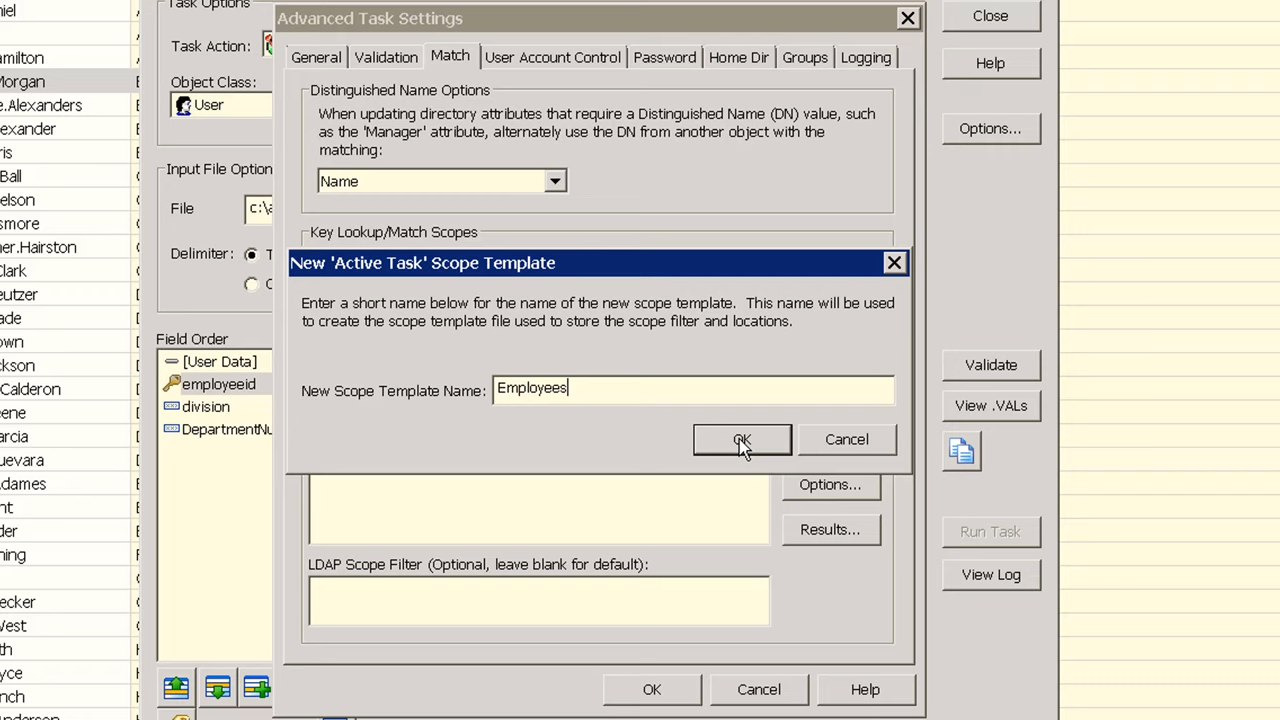 Task Options
Task Action:
Object Class:
User
Input File Option
File
c:\
Delimiter:
Field Order
[User Data]
employeeid
division
DepartmentNu
Hamilton
Morgan
e.Alexanders
exander
ris
Ball
elson
smore
er.Hairston
Clark
eutzer
ade
own
ckson
Calderon
eene
arcia
uevara
Adames
nt
der
ning
ecker
West
th
yce
nch
Advanced Task Settings
General
Validation
Match
User Account Control
Password
Home Dir
Groups
Logging
Distinguished Name Options
When updating directory attributes that require a Distinguished Name (DN) value, such
as the 'Manager' attribute, alternately use the DN from another object with the
matching:
Name
Key Lookup/Match Scopes
New 'Active Task' Scope Template
Enter a short name below for the name of the new scope template. This name will be used
to create the scope template file used to store the scope filter and locations.
New Scope Template Name: Employees
OK
Cancel
Options...
Results...
LDAP Scope Filter (Optional, leave blank for default):
OK
Cancel
Help
Close
Help
Options...
Validate
View .VALs
Run Task
View Log